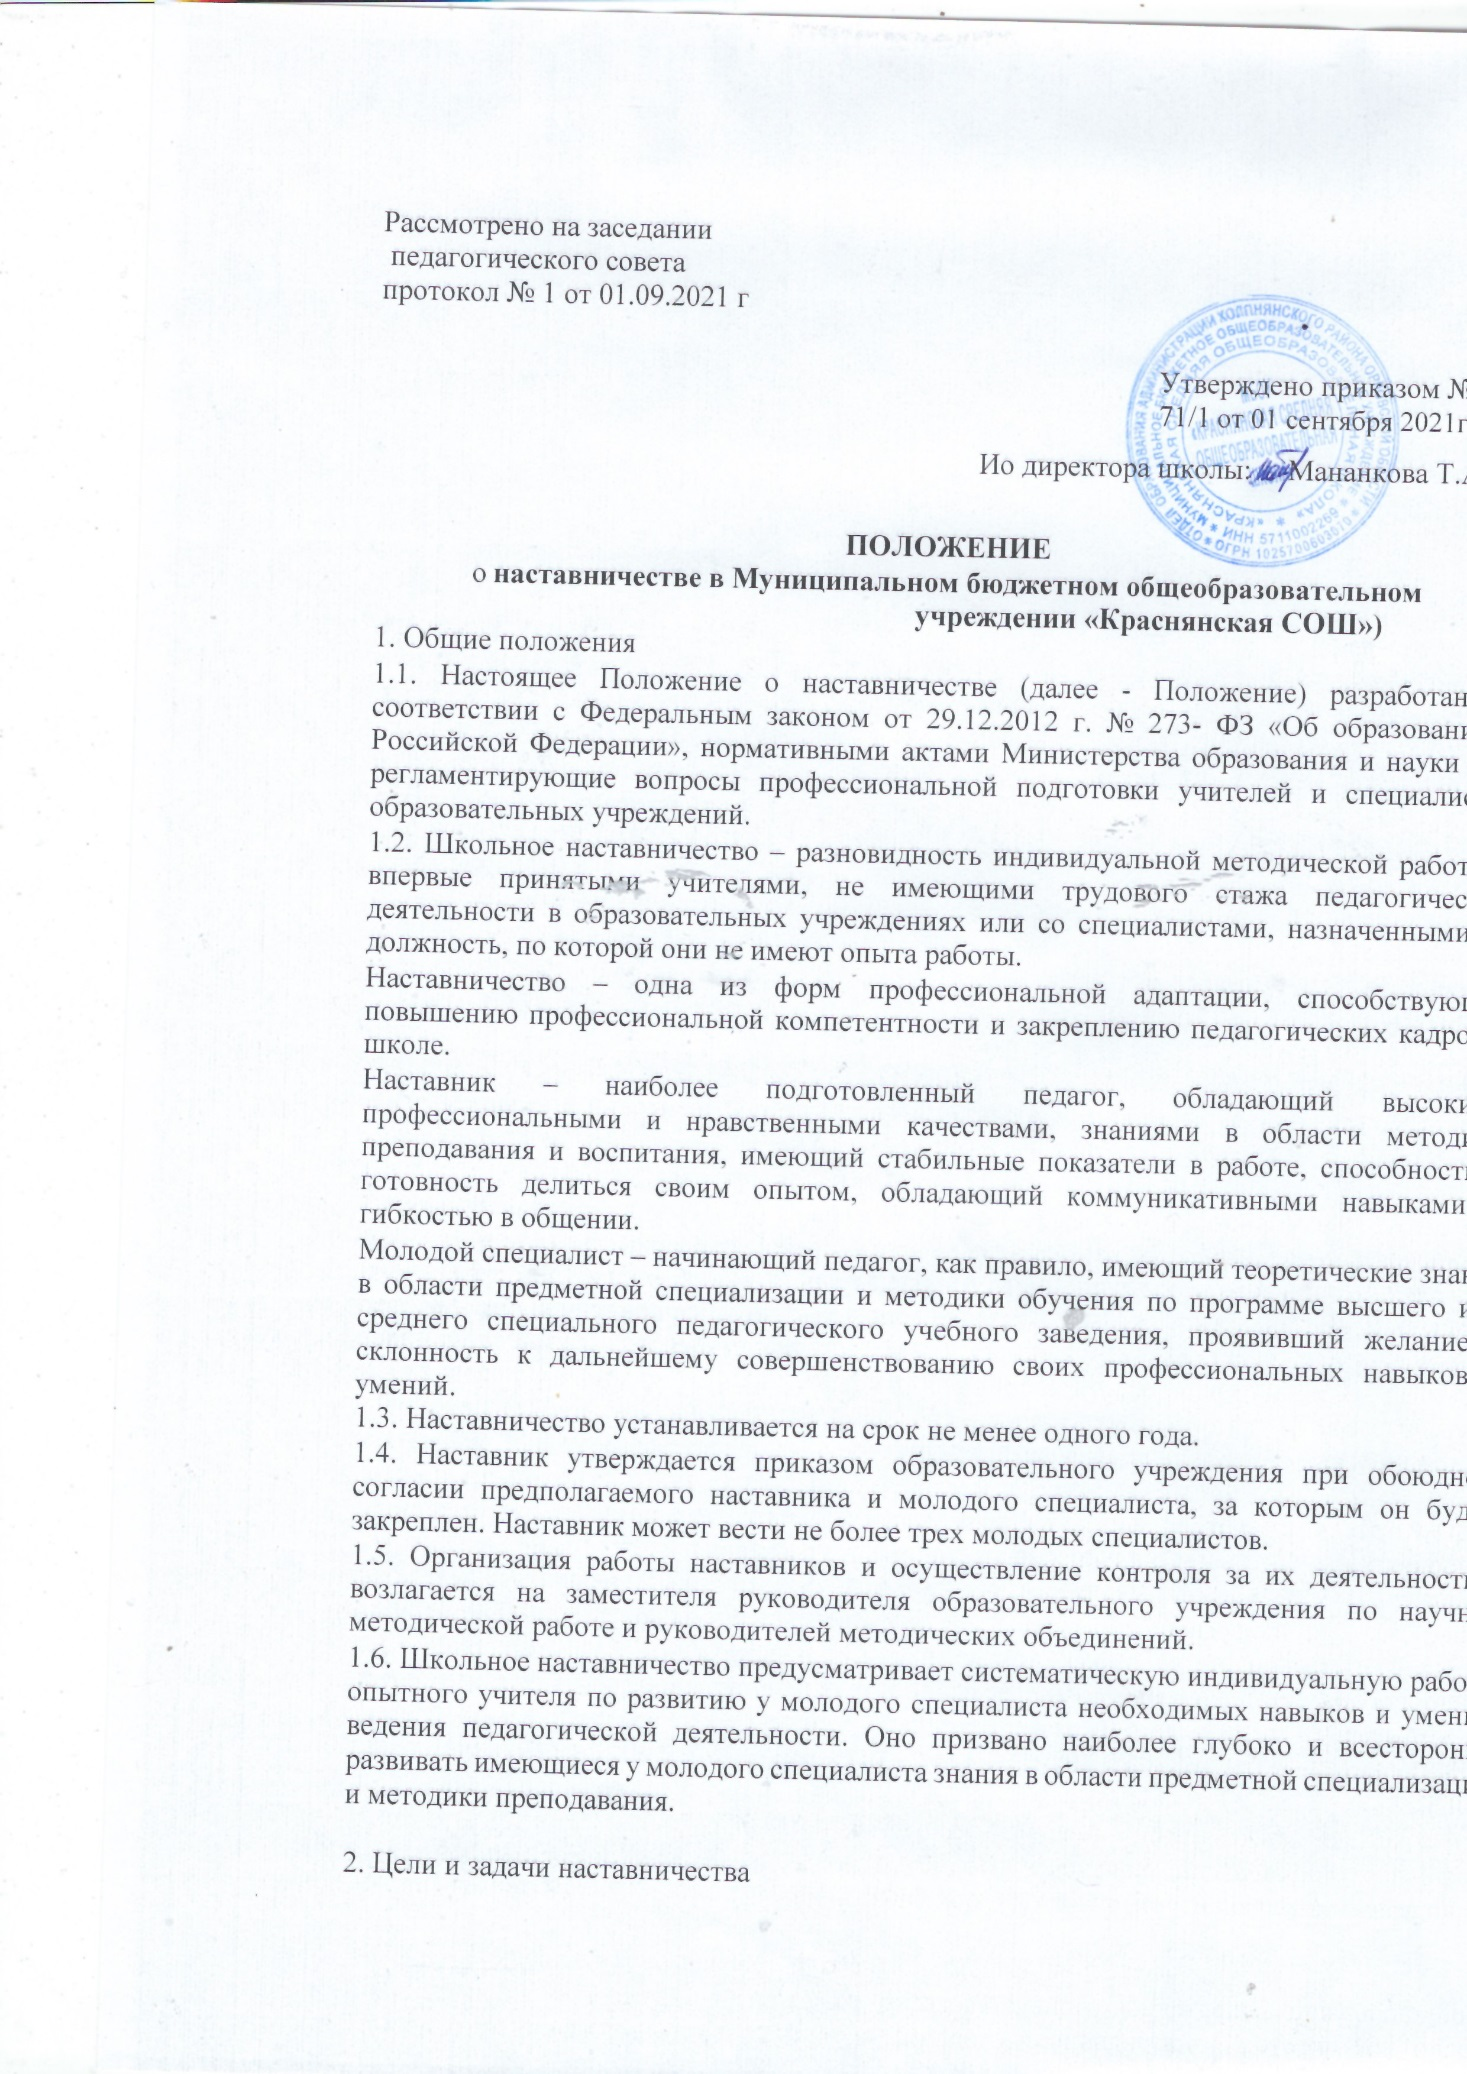 Рассмотрено на заседании
педагогического совета
протокол № 1 от 01.09.2021 г
Утверждено приказом №
71/1 от 01 сентября 2021г
Ио директора школы: Мананкова Т.А
ПОЛОЖЕНИЕ
о наставничестве в Муниципальном бюджетном общеобразовательном
учреждении «Краснянская СОШ»)
1. Общие положения
1.1. Настоящее Положение о наставничестве (далее - Положение) разработан
соответствии с Федеральным законом от 29.12.2012 г. № 273- ФЗ «Об образовани
Российской Федерации», нормативными актами Министерства образования и науки
регламентирующие вопросы профессиональной подготовки учителей и специалис
образовательных учреждений.
1.2. Школьное наставничество – разновидность индивидуальной методической работ
впервые принятыми учителями, не имеющими трудового стажа педагогичес
деятельности в образовательных учреждениях или со специалистами, назначенными
должность, по которой они не имеют опыта работы.
Наставничество – одна из форм профессиональной адаптации, способствующ
повышению профессиональной компетентности и закреплению педагогических кадро
школе.
Наставник – наиболее подготовленный педагог, обладающий высоки
профессиональными и нравственными качествами, знаниями в области методи
преподавания и воспитания, имеющий стабильные показатели в работе, способност
готовность делиться своим опытом, обладающий коммуникативными навыками
гибкостью в общении.
Молодой специалист – начинающий педагог, как правило, имеющий теоретические знан
в области предметной специализации и методики обучения по программе высшего и
среднего специального педагогического учебного заведения, проявивший желание
склонность к дальнейшему совершенствованию своих профессиональных навыков
умений.
1.3. Наставничество устанавливается на срок не менее одного года.
1.4. Наставник утверждается приказом образовательного учреждения при обоюдно
согласии предполагаемого наставника и молодого специалиста, за которым он буд
закреплен. Наставник может вести не более трех молодых специалистов.
1.5. Организация работы наставников и осуществление контроля за их деятельност
возлагается на заместителя руководителя образовательного учреждения по научн
методической работе и руководителей методических объединений.
1.6. Школьное наставничество предусматривает систематическую индивидуальную рабо
опытного учителя по развитию у молодого специалиста необходимых навыков и умени
ведения педагогической деятельности. Оно призвано наиболее глубоко и всесторон
развивать имеющиеся у молодого специалиста знания в области предметной специализаци
и методики преподавания.
2. Цели и задачи наставничества
ИНН 5711002269
ОГРН 1025700603070
«КРАСНЯНСКАЯ СРЕДНЯЯ
ОБЩЕОБРАЗОВАТЕЛЬНАЯ